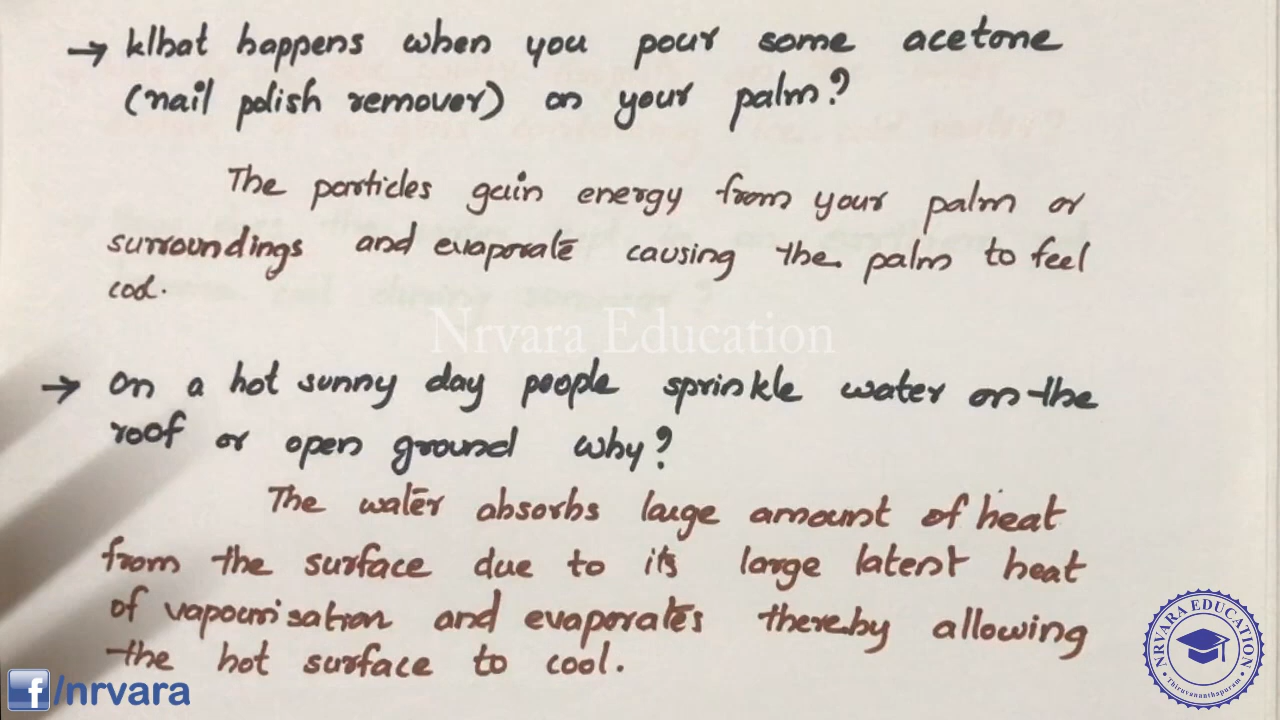 → What happens when you pour some acetone
(nail polish remover) on your palm?
The particles gain energy from your palm or
surroundings and evaporate causing the palm to feel
cool.
Nrvara Education
→ On a hot sunny day people sprinkle water on the
roof or open ground why?
The water absorbs large amount of heat
from the surface due to its large latent heat
of vapourisation and evaporates thereby allowing
the hot surface to cool.
f/nrvara
NRVARA EDUCATION
Thiruvananthapuram